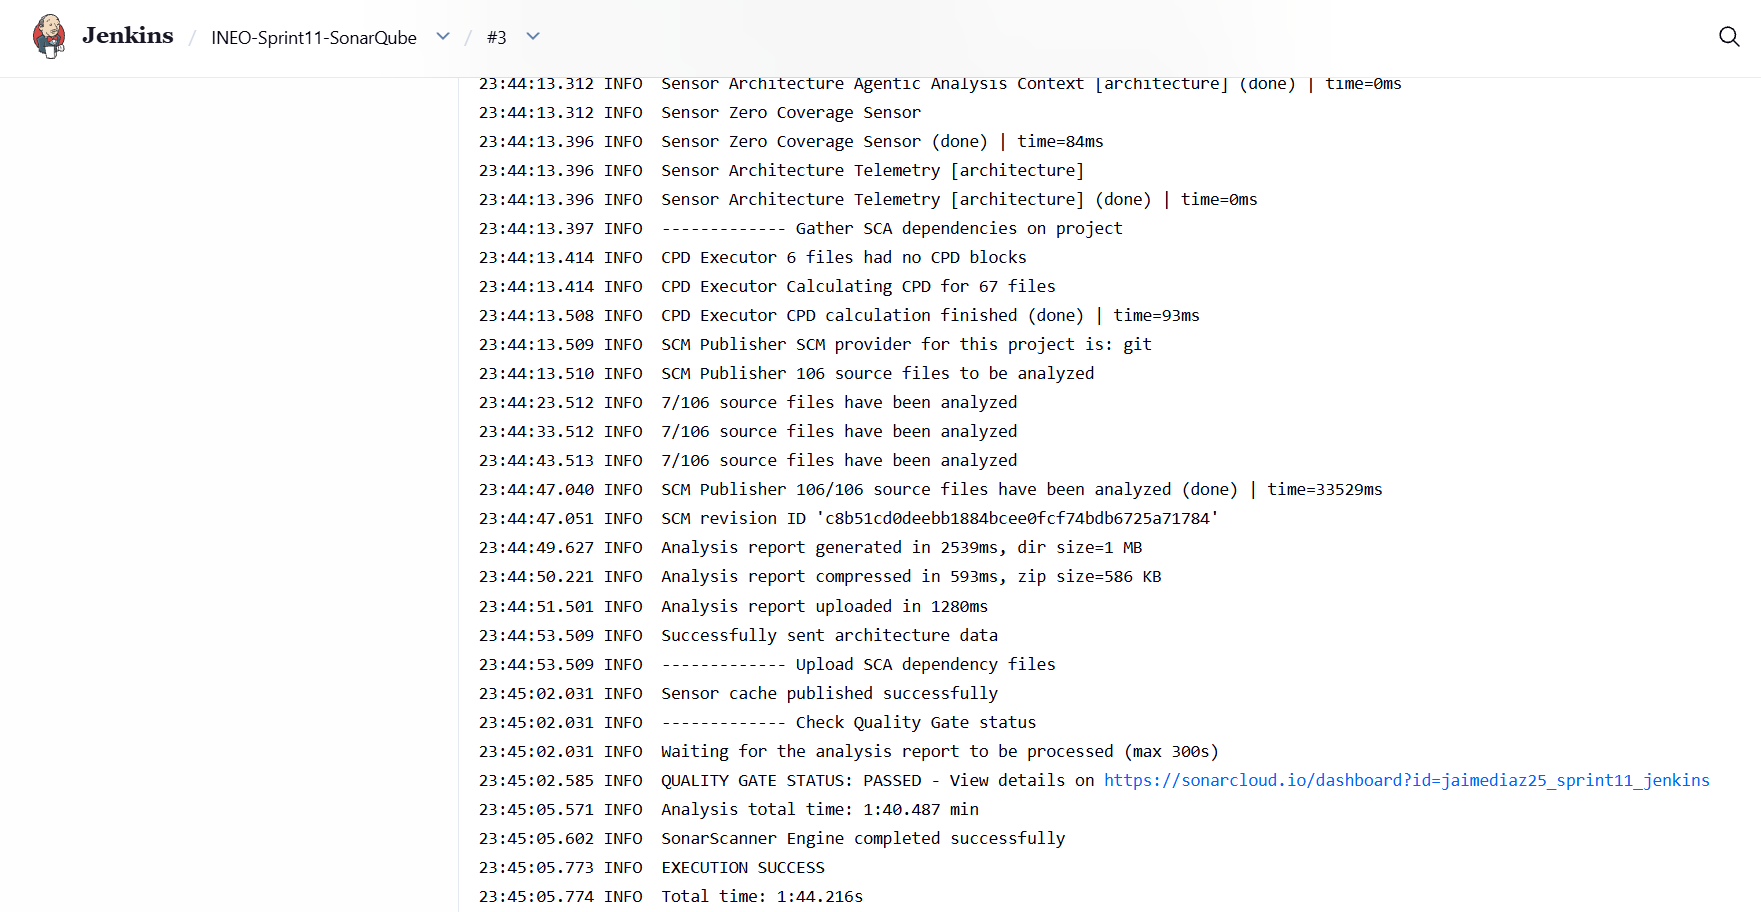 Jenkins / INEO-Sprint11-SonarQube / #3
23:44:13.312 INFO  Sensor Architecture Agentic Analysis Context [architecture] (done) | time=0ms
23:44:13.312 INFO  Sensor Zero Coverage Sensor
23:44:13.396 INFO  Sensor Zero Coverage Sensor (done) | time=84ms
23:44:13.396 INFO  Sensor Architecture Telemetry [architecture]
23:44:13.396 INFO  Sensor Architecture Telemetry [architecture] (done) | time=0ms
23:44:13.397 INFO  ------------- Gather SCA dependencies on project
23:44:13.414 INFO  CPD Executor 6 files had no CPD blocks
23:44:13.414 INFO  CPD Executor Calculating CPD for 67 files
23:44:13.508 INFO  CPD Executor CPD calculation finished (done) | time=93ms
23:44:13.509 INFO  SCM Publisher SCM provider for this project is: git
23:44:13.510 INFO  SCM Publisher 106 source files to be analyzed
23:44:23.512 INFO  7/106 source files have been analyzed
23:44:33.512 INFO  7/106 source files have been analyzed
23:44:43.513 INFO  7/106 source files have been analyzed
23:44:47.040 INFO  SCM Publisher 106/106 source files have been analyzed (done) | time=33529ms
23:44:47.051 INFO  SCM revision ID 'c8b51cd0deebb1884bcee0fcf74bdb6725a71784'
23:44:49.627 INFO  Analysis report generated in 2539ms, dir size=1 MB
23:44:50.221 INFO  Analysis report compressed in 593ms, zip size=586 KB
23:44:51.501 INFO  Analysis report uploaded in 1280ms
23:44:53.509 INFO  Successfully sent architecture data
23:44:53.509 INFO  ------------- Upload SCA dependency files
23:45:02.031 INFO  Sensor cache published successfully
23:45:02.031 INFO  ------------- Check Quality Gate status
23:45:02.031 INFO  Waiting for the analysis report to be processed (max 300s)
23:45:02.585 INFO  QUALITY GATE STATUS: PASSED - View details on https://sonarcloud.io/dashboard?id=jaimediaz25_sprint11_jenkins
23:45:05.571 INFO  Analysis total time: 1:40.487 min
23:45:05.602 INFO  SonarScanner Engine completed successfully
23:45:05.773 INFO  EXECUTION SUCCESS
23:45:05.774 INFO  Total time: 1:44.216s